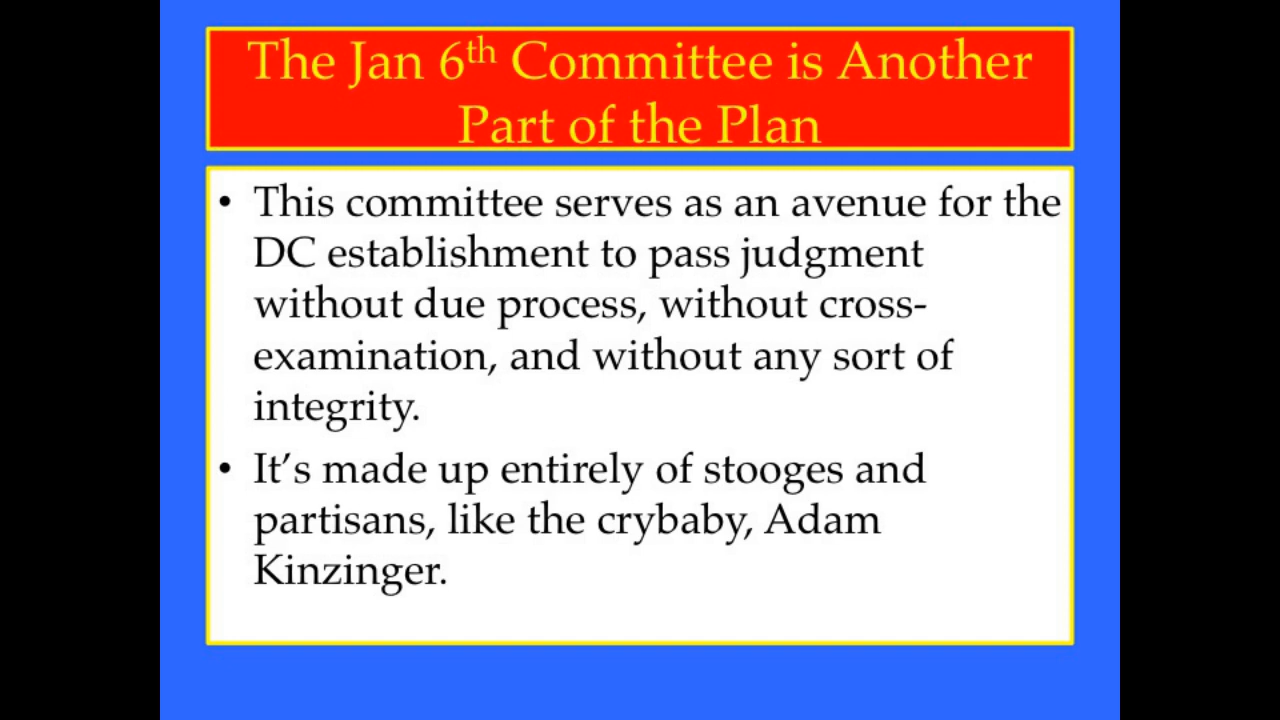 The Jan 6th Committee is Another
Part of the Plan
• This committee serves as an avenue for the
DC establishment to pass judgment
without due process, without cross-
examination, and without any sort of
integrity.
• It’s made up entirely of stooges and
partisans, like the crybaby, Adam
Kinzinger.